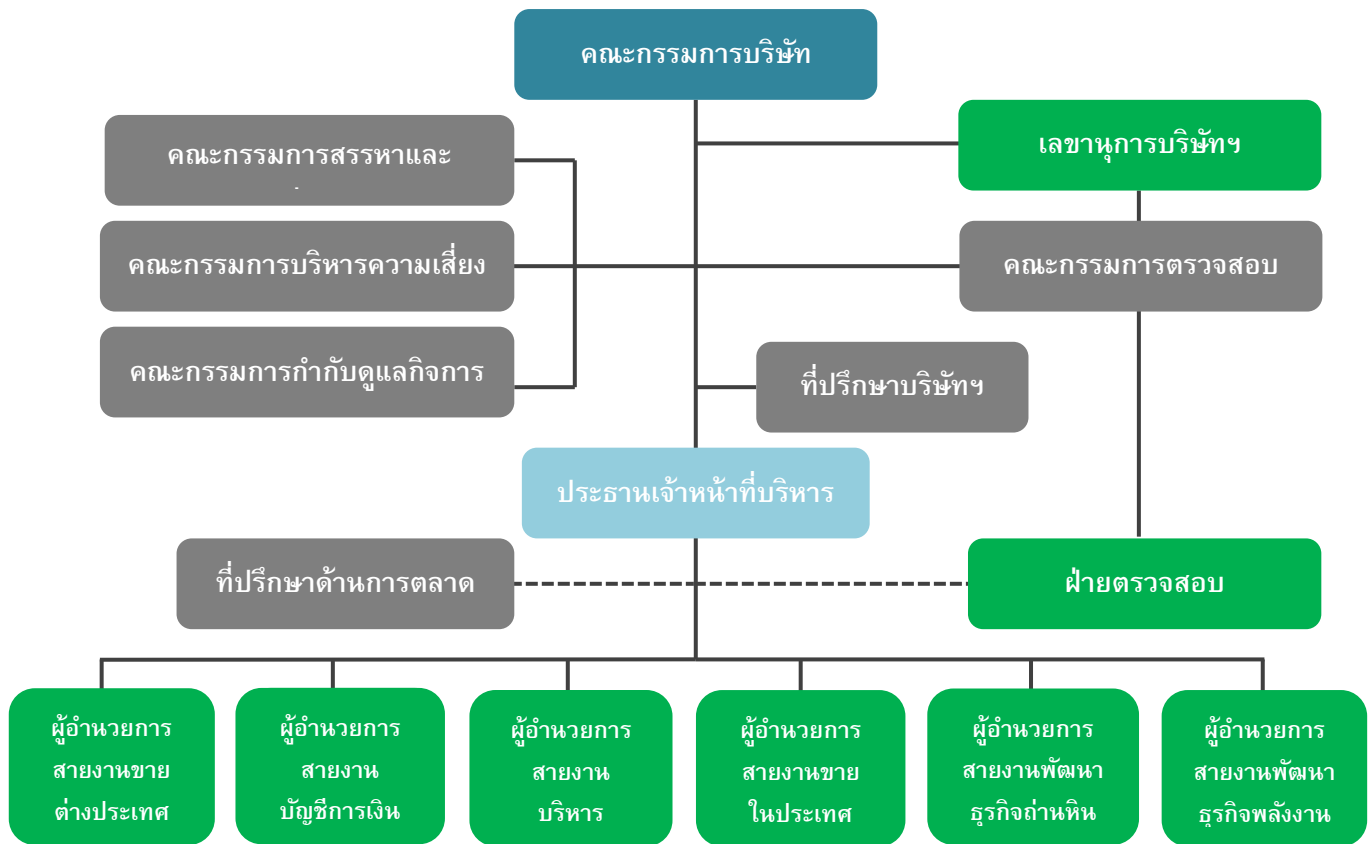 คณะกรรมการบริษัท
เลขานุการบริษัทฯ
คณะกรรมการสรรหาและ
คณะกรรมการบริหารความเสี่ยง
คณะกรรมการตรวจสอบ
คณะกรรมการกำกับดูแลกิจการ
ที่ปรึกษาบริษัทฯ
ประธานเจ้าหน้าที่บริหาร
ที่ปรึกษาด้านการตลาด
ฝ่ายตรวจสอบ
ผู้อำนวยการ
สายงานขาย
ต่างประเทศ
ผู้อำนวยการ
สายงาน
บัญชีการเงิน
ผู้อำนวยการ
สายงาน
บริหาร
ผู้อำนวยการ
สายงานขาย
ในประเทศ
ผู้อำนวยการ
สายงานพัฒนา
ธุรกิจถ่านหิน
ผู้อำนวยการ
สายงานพัฒนา
ธุรกิจพลังงาน